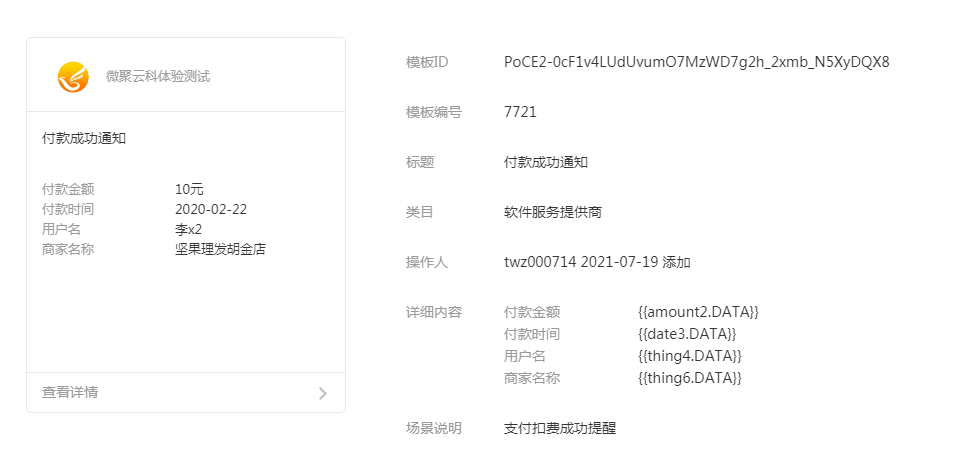 微聚云科体验测试
付款成功通知
付款金额 10元
付款时间 2020-02-22
用户名 李x2
商家名称 坚果理发胡金店
查看详情
模板ID PoCE2-0cF1v4LUdUvumO7MzWD7g2h_2xmb_N5XyDQX8
模板编号 7721
标题 付款成功通知
类目 软件服务提供商
操作人 twz000714 2021-07-19 添加
详细内容 付款金额 {{amount2.DATA}}
付款时间 {{date3.DATA}}
用户名 {{thing4.DATA}}
商家名称 {{thing6.DATA}}
场景说明 支付扣费成功提醒